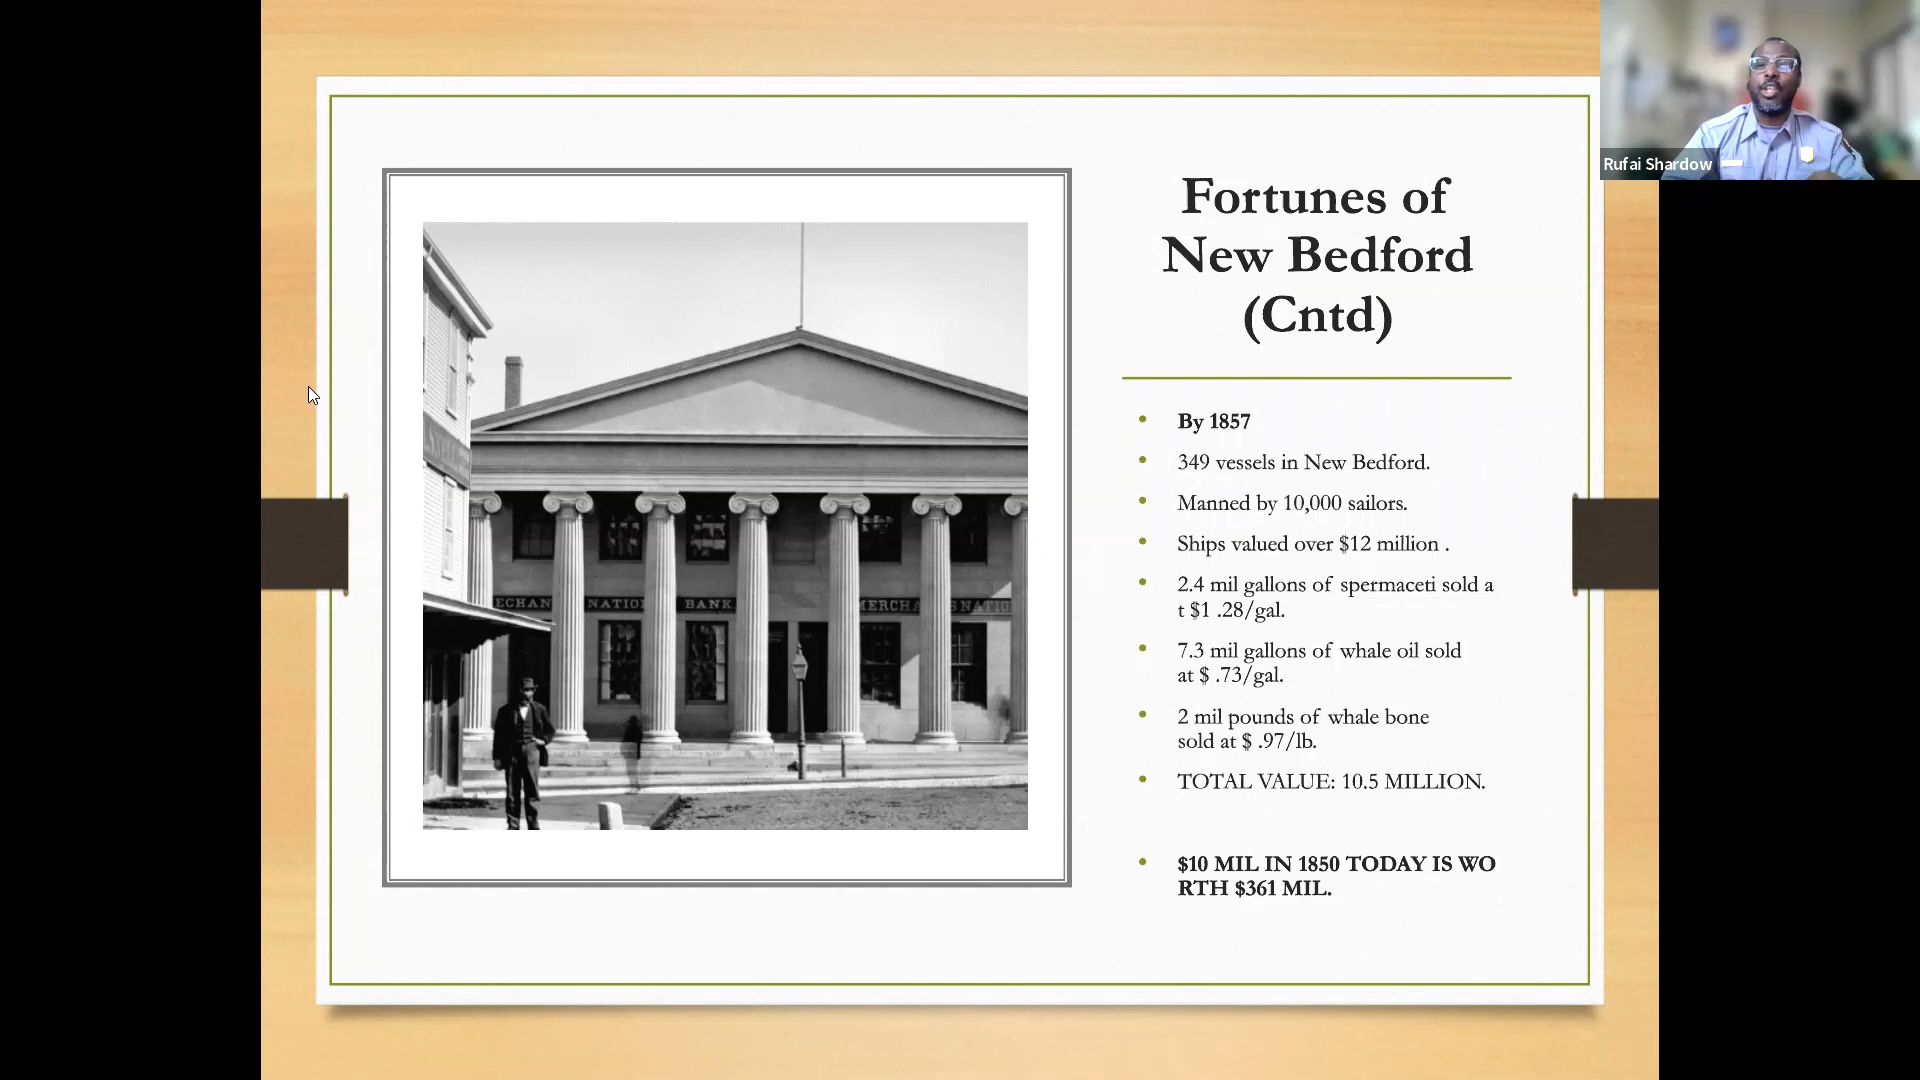 Rufai Shardow
Fortunes of
New Bedford
(Cntd)
• By 1857
• 349 vessels in New Bedford.
• Manned by 10,000 sailors.
• Ships valued over $12 million .
• 2.4 mil gallons of spermaceti sold a
t $1 .28/gal.
• 7.3 mil gallons of whale oil sold
at $ .73/gal.
• 2 mil pounds of whale bone
sold at $ .97/lb.
• TOTAL VALUE: 10.5 MILLION.
• $10 MIL IN 1850 TODAY IS WO
RTH $361 MIL.
ECHAN NATION BANK
MERCHA S NATIO